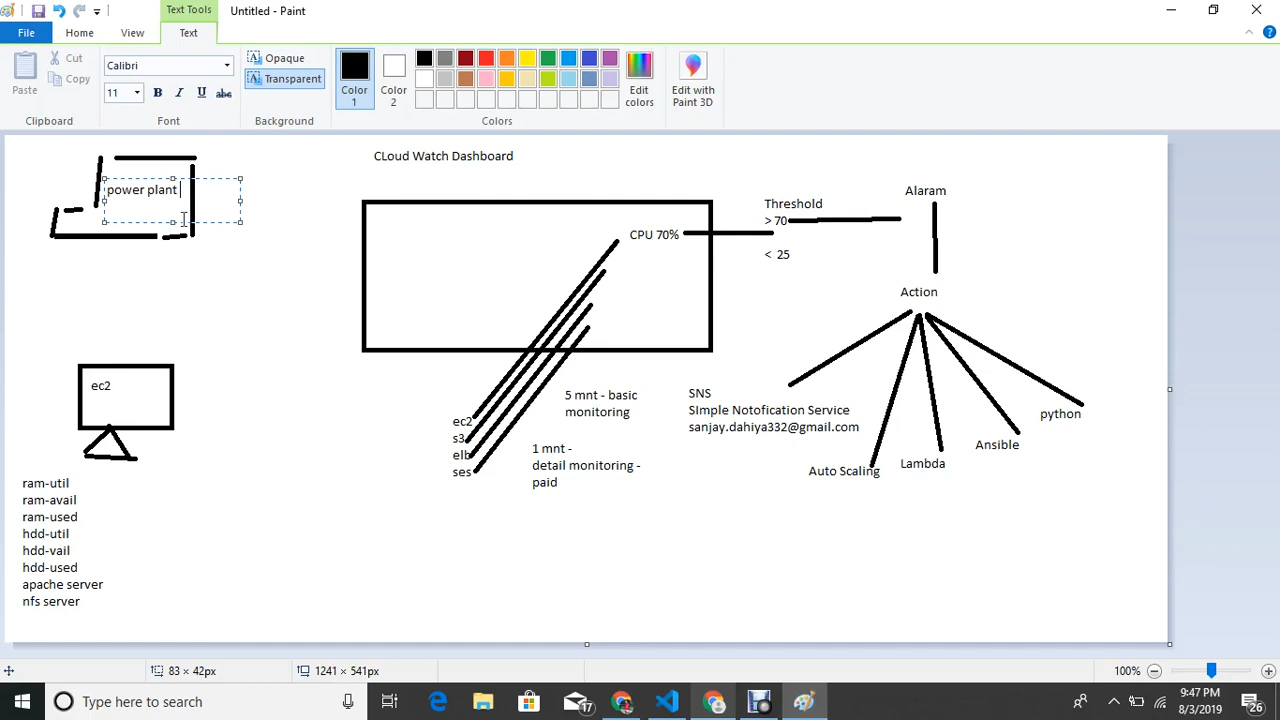 Text Tools
Untitled - Paint
File
Home
View
Text
Paste
Cut
Copy
Clipboard
Calibri
11
B
I
U
abc
Font
Opaque
Transparent
Background
Color
1
Color
2
Edit
colors
Edit with
Paint 3D
Colors
power plant
CLoud Watch Dashboard
CPU 70%
Threshold
> 70
< 25
Alaram
Action
ec2
ec2
s3
elb
ses
5 mnt - basic
monitoring
1 mnt -
detail monitoring -
paid
SNS
SImple Notofication Service
sanjay.dahiya332@gmail.com
Auto Scaling
Lambda
Ansible
python
ram-util
ram-avail
ram-used
hdd-util
hdd-vail
hdd-used
apache server
nfs server
83 × 42px
1241 × 541px
100%
Type here to search
17
9:47 PM
8/3/2019
26